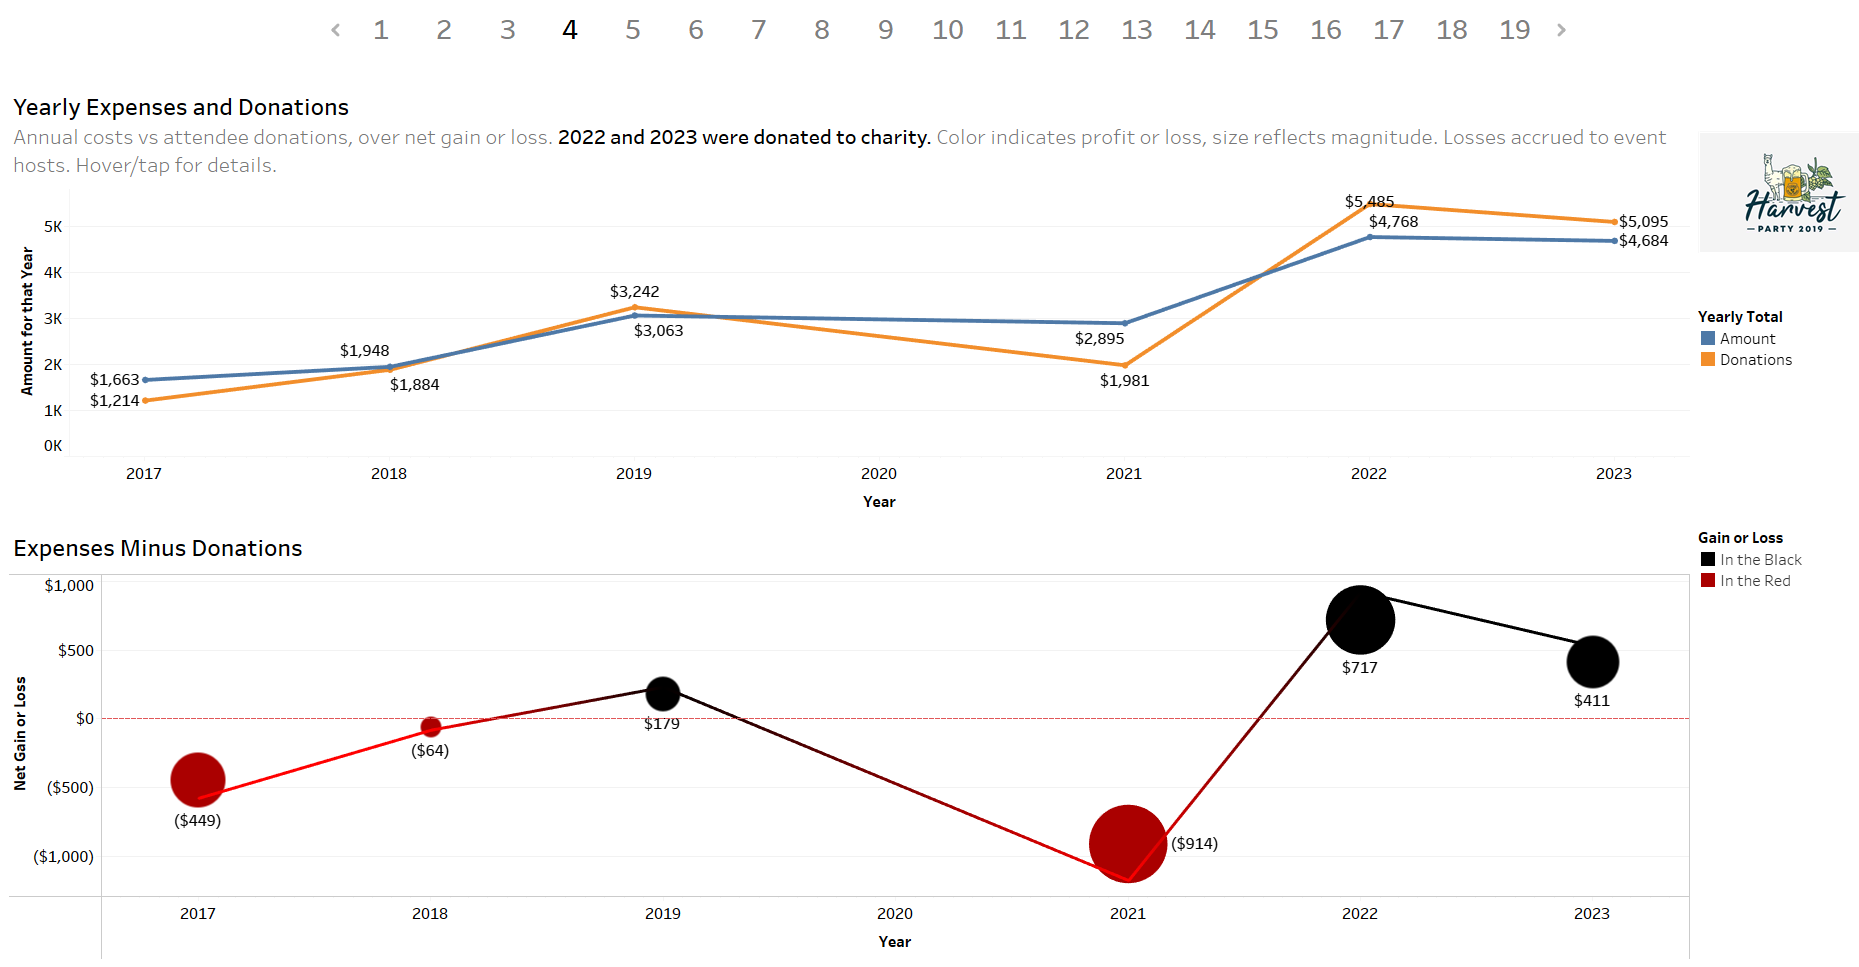 ‹ 1 2 3 4 5 6 7 8 9 10 11 12 13 14 15 16 17 18 19 ›
Yearly Expenses and Donations
Annual costs vs attendee donations, over net gain or loss. 2022 and 2023 were donated to charity. Color indicates profit or loss, size reflects magnitude. Losses accrued to event
hosts. Hover/tap for details.
Harvest
PARTY 2019
Amount for that Year
5K
4K
3K
2K
1K
0K
$1,663
$1,214
$1,948
$1,884
$3,242
$3,063
$2,895
$1,981
$5,485
$4,768
$5,095
$4,684
2017 2018 2019 2020 2021 2022 2023
Year
Yearly Total
Amount
Donations
Expenses Minus Donations
Net Gain or Loss
$1,000
$500
$0
($500)
($1,000)
($449)
($64)
$179
($914)
$717
$411
2017 2018 2019 2020 2021 2022 2023
Year
Gain or Loss
In the Black
In the Red